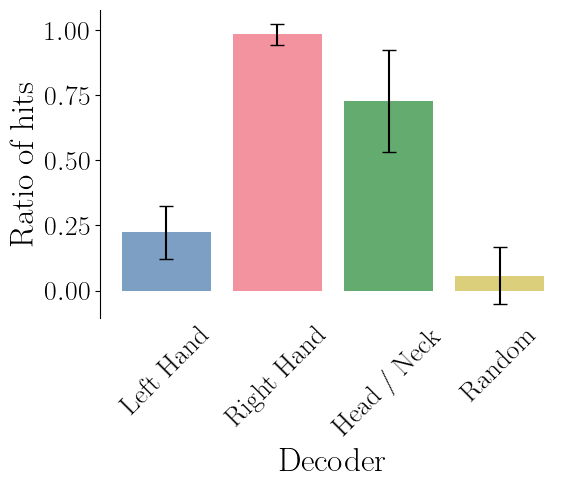 Ratio of hits
1.00
0.75
0.50
0.25
0.00
Left Hand
Right Hand
Head / Neck
Random
Decoder